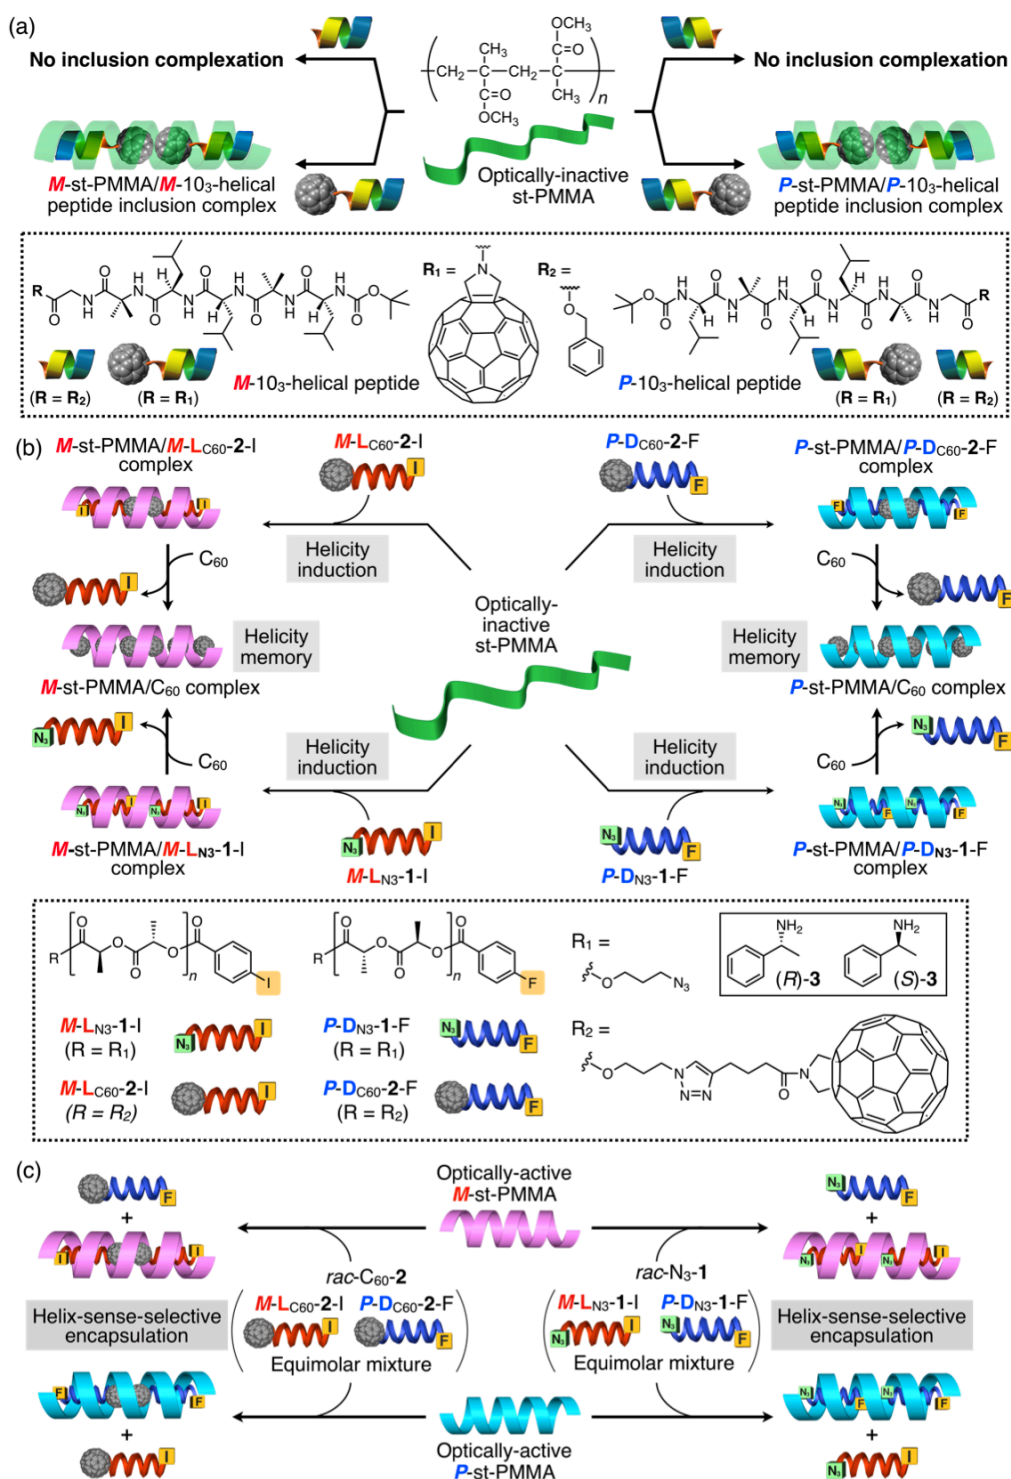 (a)
No inclusion complexation
OCH3
CH3 C=O
CH2 C CH2 C n
C=O CH3
OCH3
No inclusion complexation
Optically-inactive
st-PMMA
M-st-PMMA/M-103-helical
peptide inclusion complex
P-st-PMMA/P-103-helical
peptide inclusion complex
R1 =
R2 =
N
O
(R = R2)
(R = R1)
M-103-helical peptide
P-103-helical peptide
(R = R1)
(R = R2)
(b)
M-st-PMMA/M-LC60-2-I
complex
M-LC60-2-I
P-DC60-2-F
P-st-PMMA/P-DC60-2-F
complex
Helicity
induction
Helicity
induction
C60
C60
Optically-
inactive
st-PMMA
Helicity
memory
Helicity
memory
M-st-PMMA/C60 complex
P-st-PMMA/C60 complex
C60
C60
Helicity
induction
Helicity
induction
M-st-PMMA/M-LN3-1-I
complex
M-LN3-1-I
P-DN3-1-F
P-st-PMMA/P-DN3-1-F
complex
R1 =
O N3
NH2
(R)-3
NH2
(S)-3
M-LN3-1-I
(R = R1)
P-DN3-1-F
(R = R1)
R2 =
M-LC60-2-I
(R = R2)
P-DC60-2-F
(R = R2)
(c)
Optically-active
M-st-PMMA
+
+
rac-C60-2
rac-N3-1
M-LC60-2-I
P-DC60-2-F
M-LN3-1-I
P-DN3-1-F
Equimolar mixture
Equimolar mixture
Helix-sense-selective
encapsulation
Helix-sense-selective
encapsulation
Optically-active
P-st-PMMA
+
+